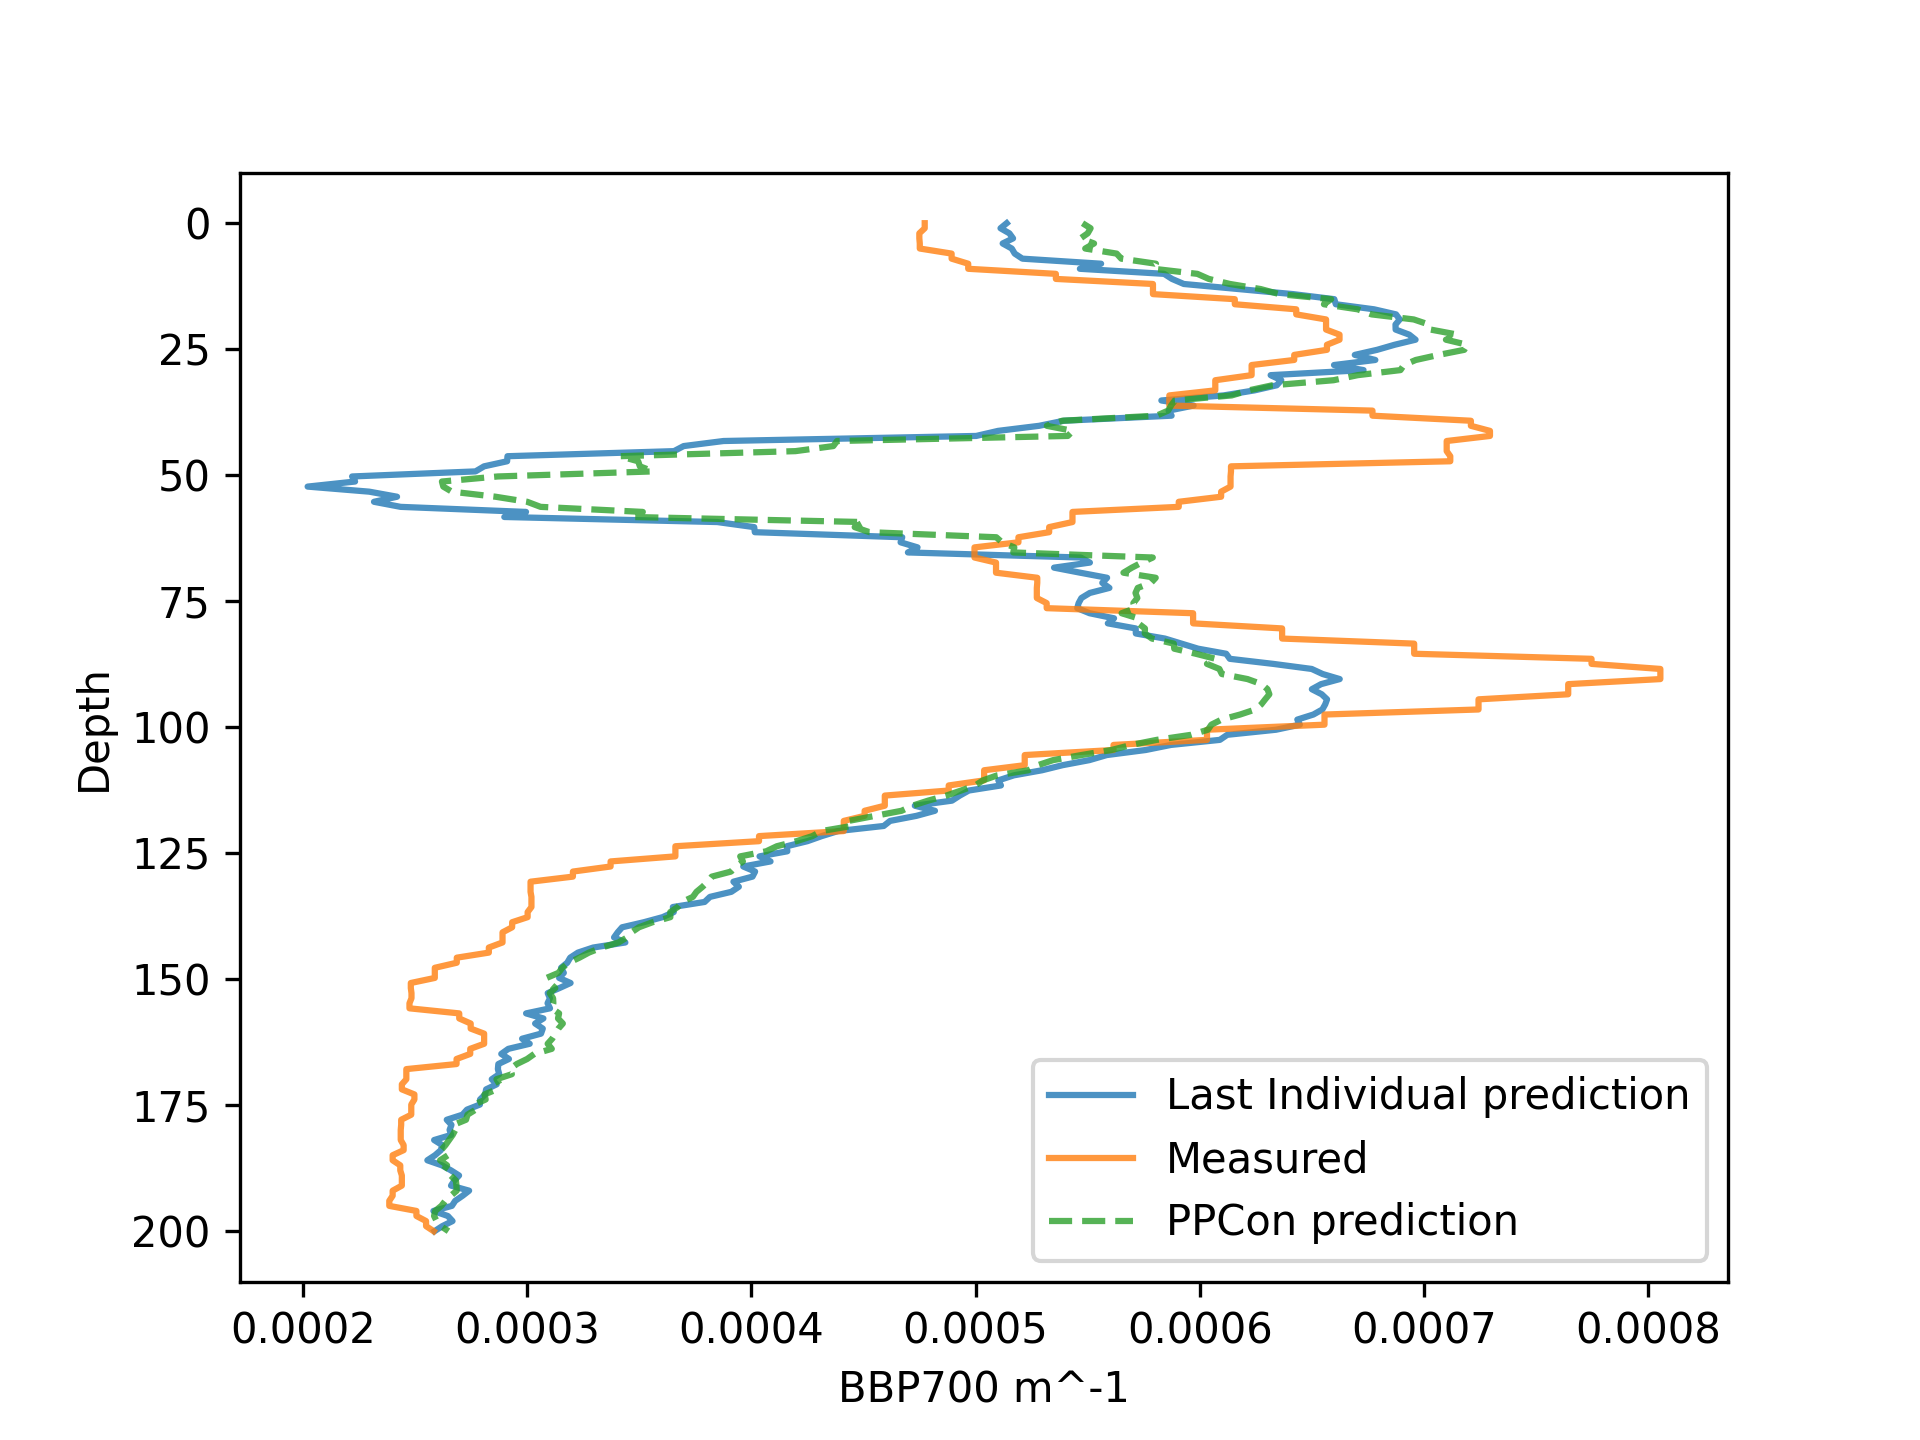 0
25
50
75
100
125
150
175
200
Depth
0.0002 0.0003 0.0004 0.0005 0.0006 0.0007 0.0008
BBP700 m^-1
Last Individual prediction
Measured
PPCon prediction